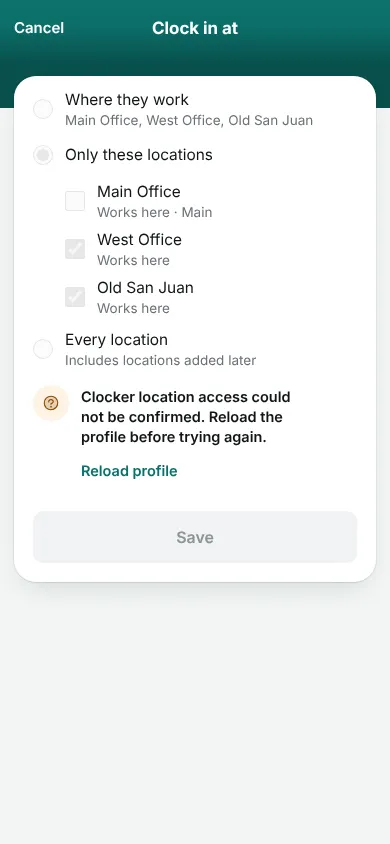 Cancel
Clock in at
Where they work
Main Office, West Office, Old San Juan
Only these locations
Main Office
Works here · Main
West Office
Works here
Old San Juan
Works here
Every location
Includes locations added later
Clocker location access could
not be confirmed. Reload the
profile before trying again.
Reload profile
Save